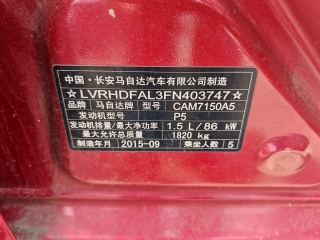 中国·长安马自达汽车有限公司制造
☆LVRHDFAL3FN403747☆
品牌 马自达牌 型号 CAM7150A5
发动机型号 P5
发动机排量/最大净功率 1.5 L/86 kW
最大允许总质量 1820 kg
制造年月 2015-09 乘坐人数 5